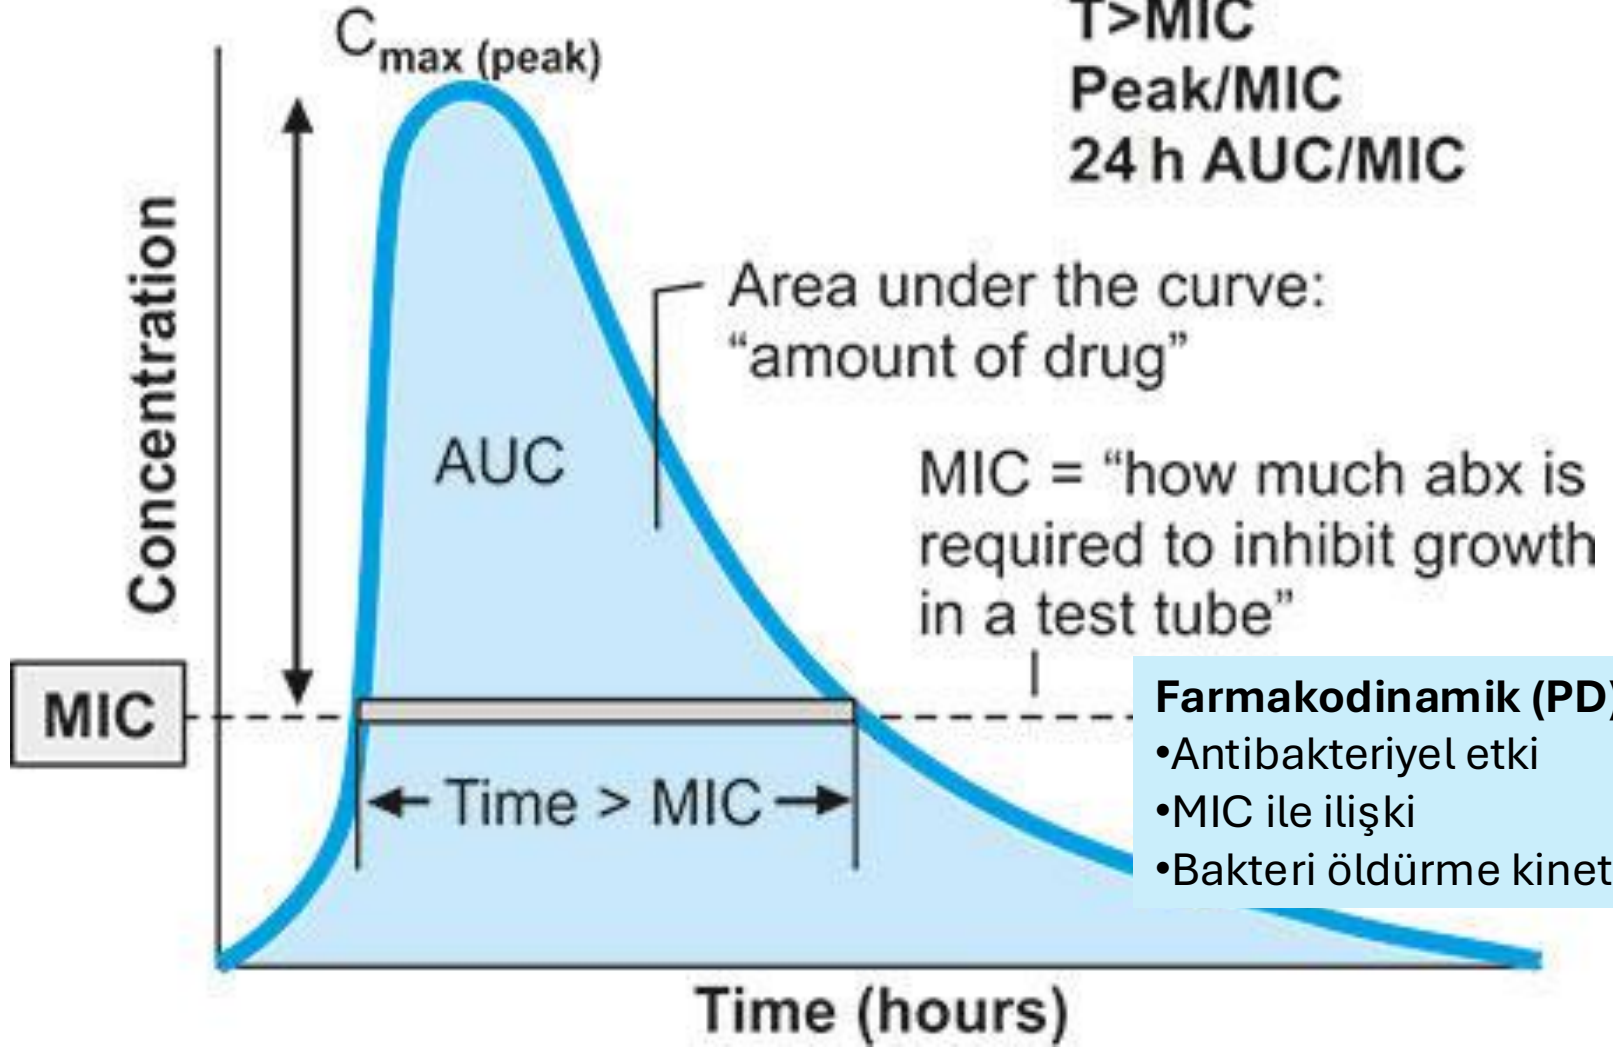 C max (peak)
T>MIC
Peak/MIC
24 h AUC/MIC
Concentration
Area under the curve:
“amount of drug”
AUC
MIC = “how much abx is
required to inhibit growth
in a test tube”
MIC
Time > MIC
Farmakodinamik (PD)
•Antibakteriyel etki
•MIC ile ilişki
•Bakteri öldürme kinet
Time (hours)